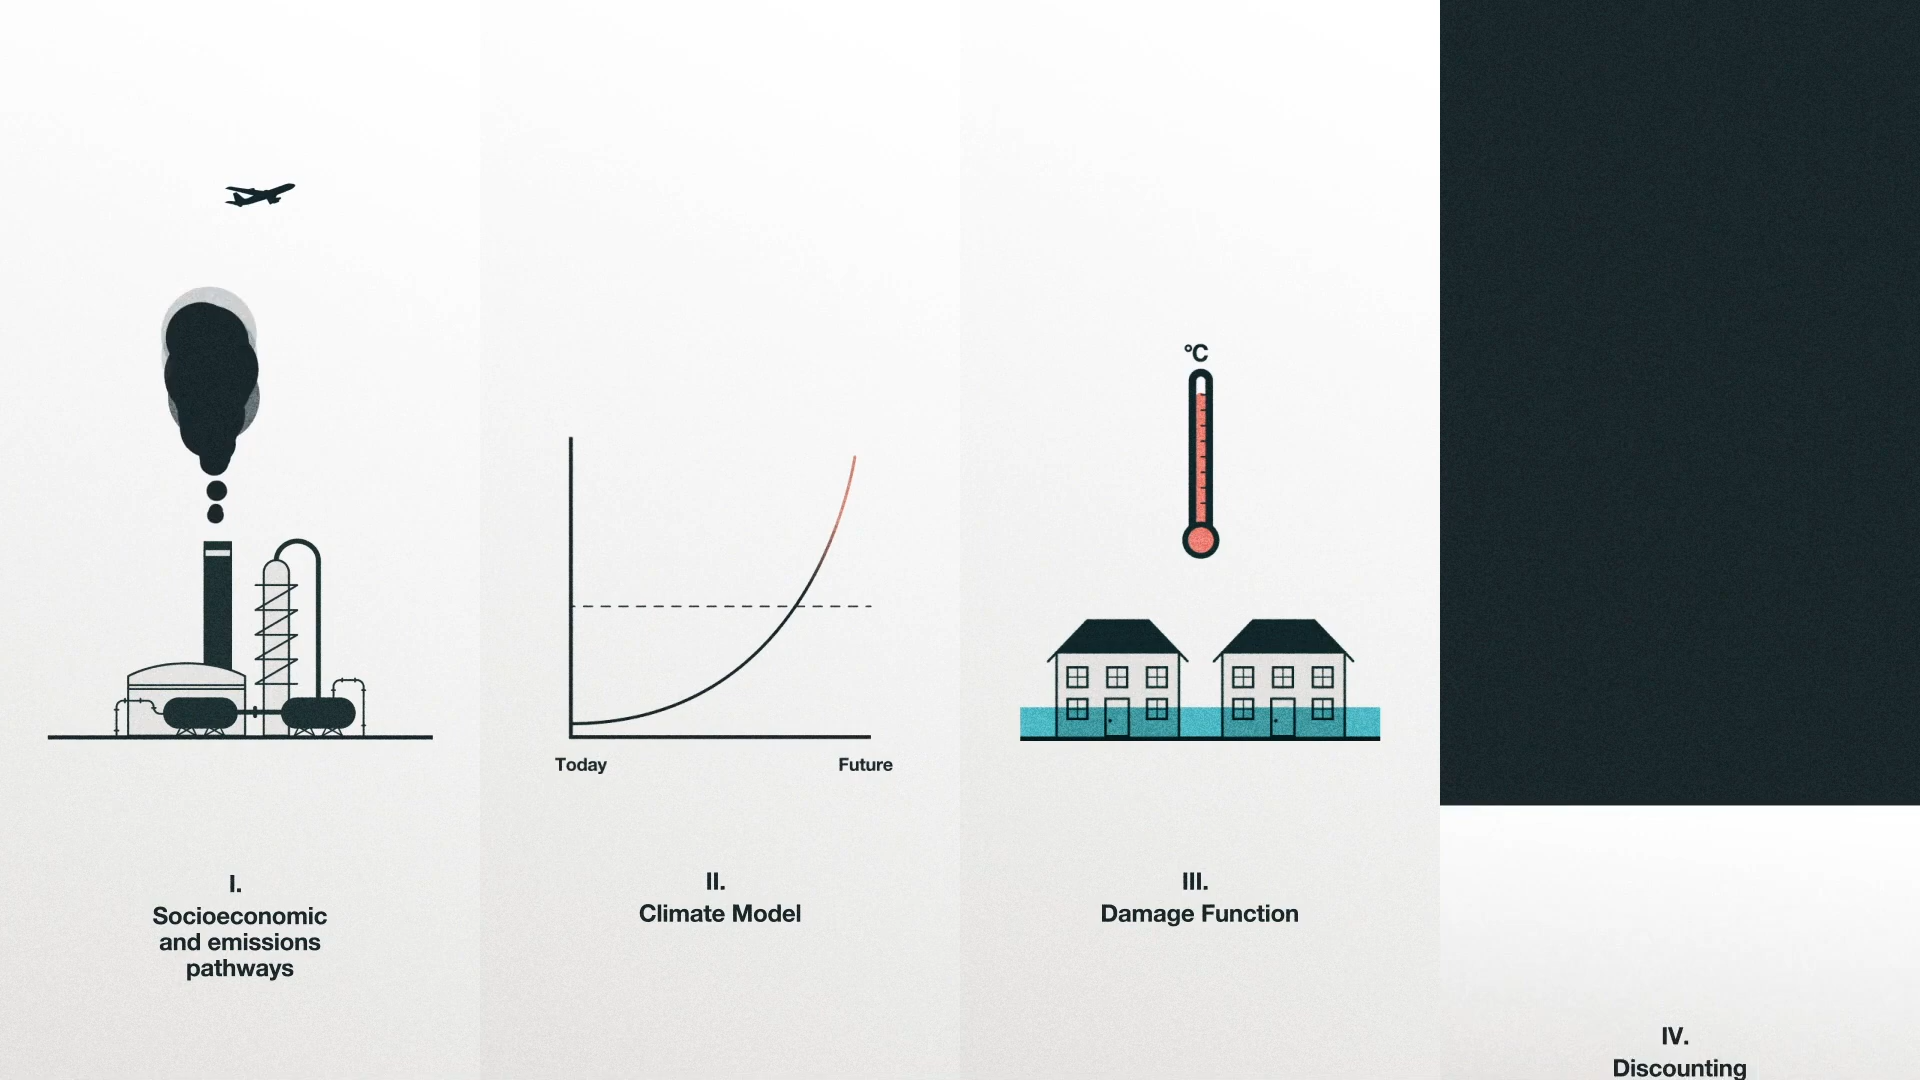 I.
Socioeconomic
and emissions
pathways
Today
Future
II.
Climate Model
°C
III.
Damage Function
IV.
Discounting